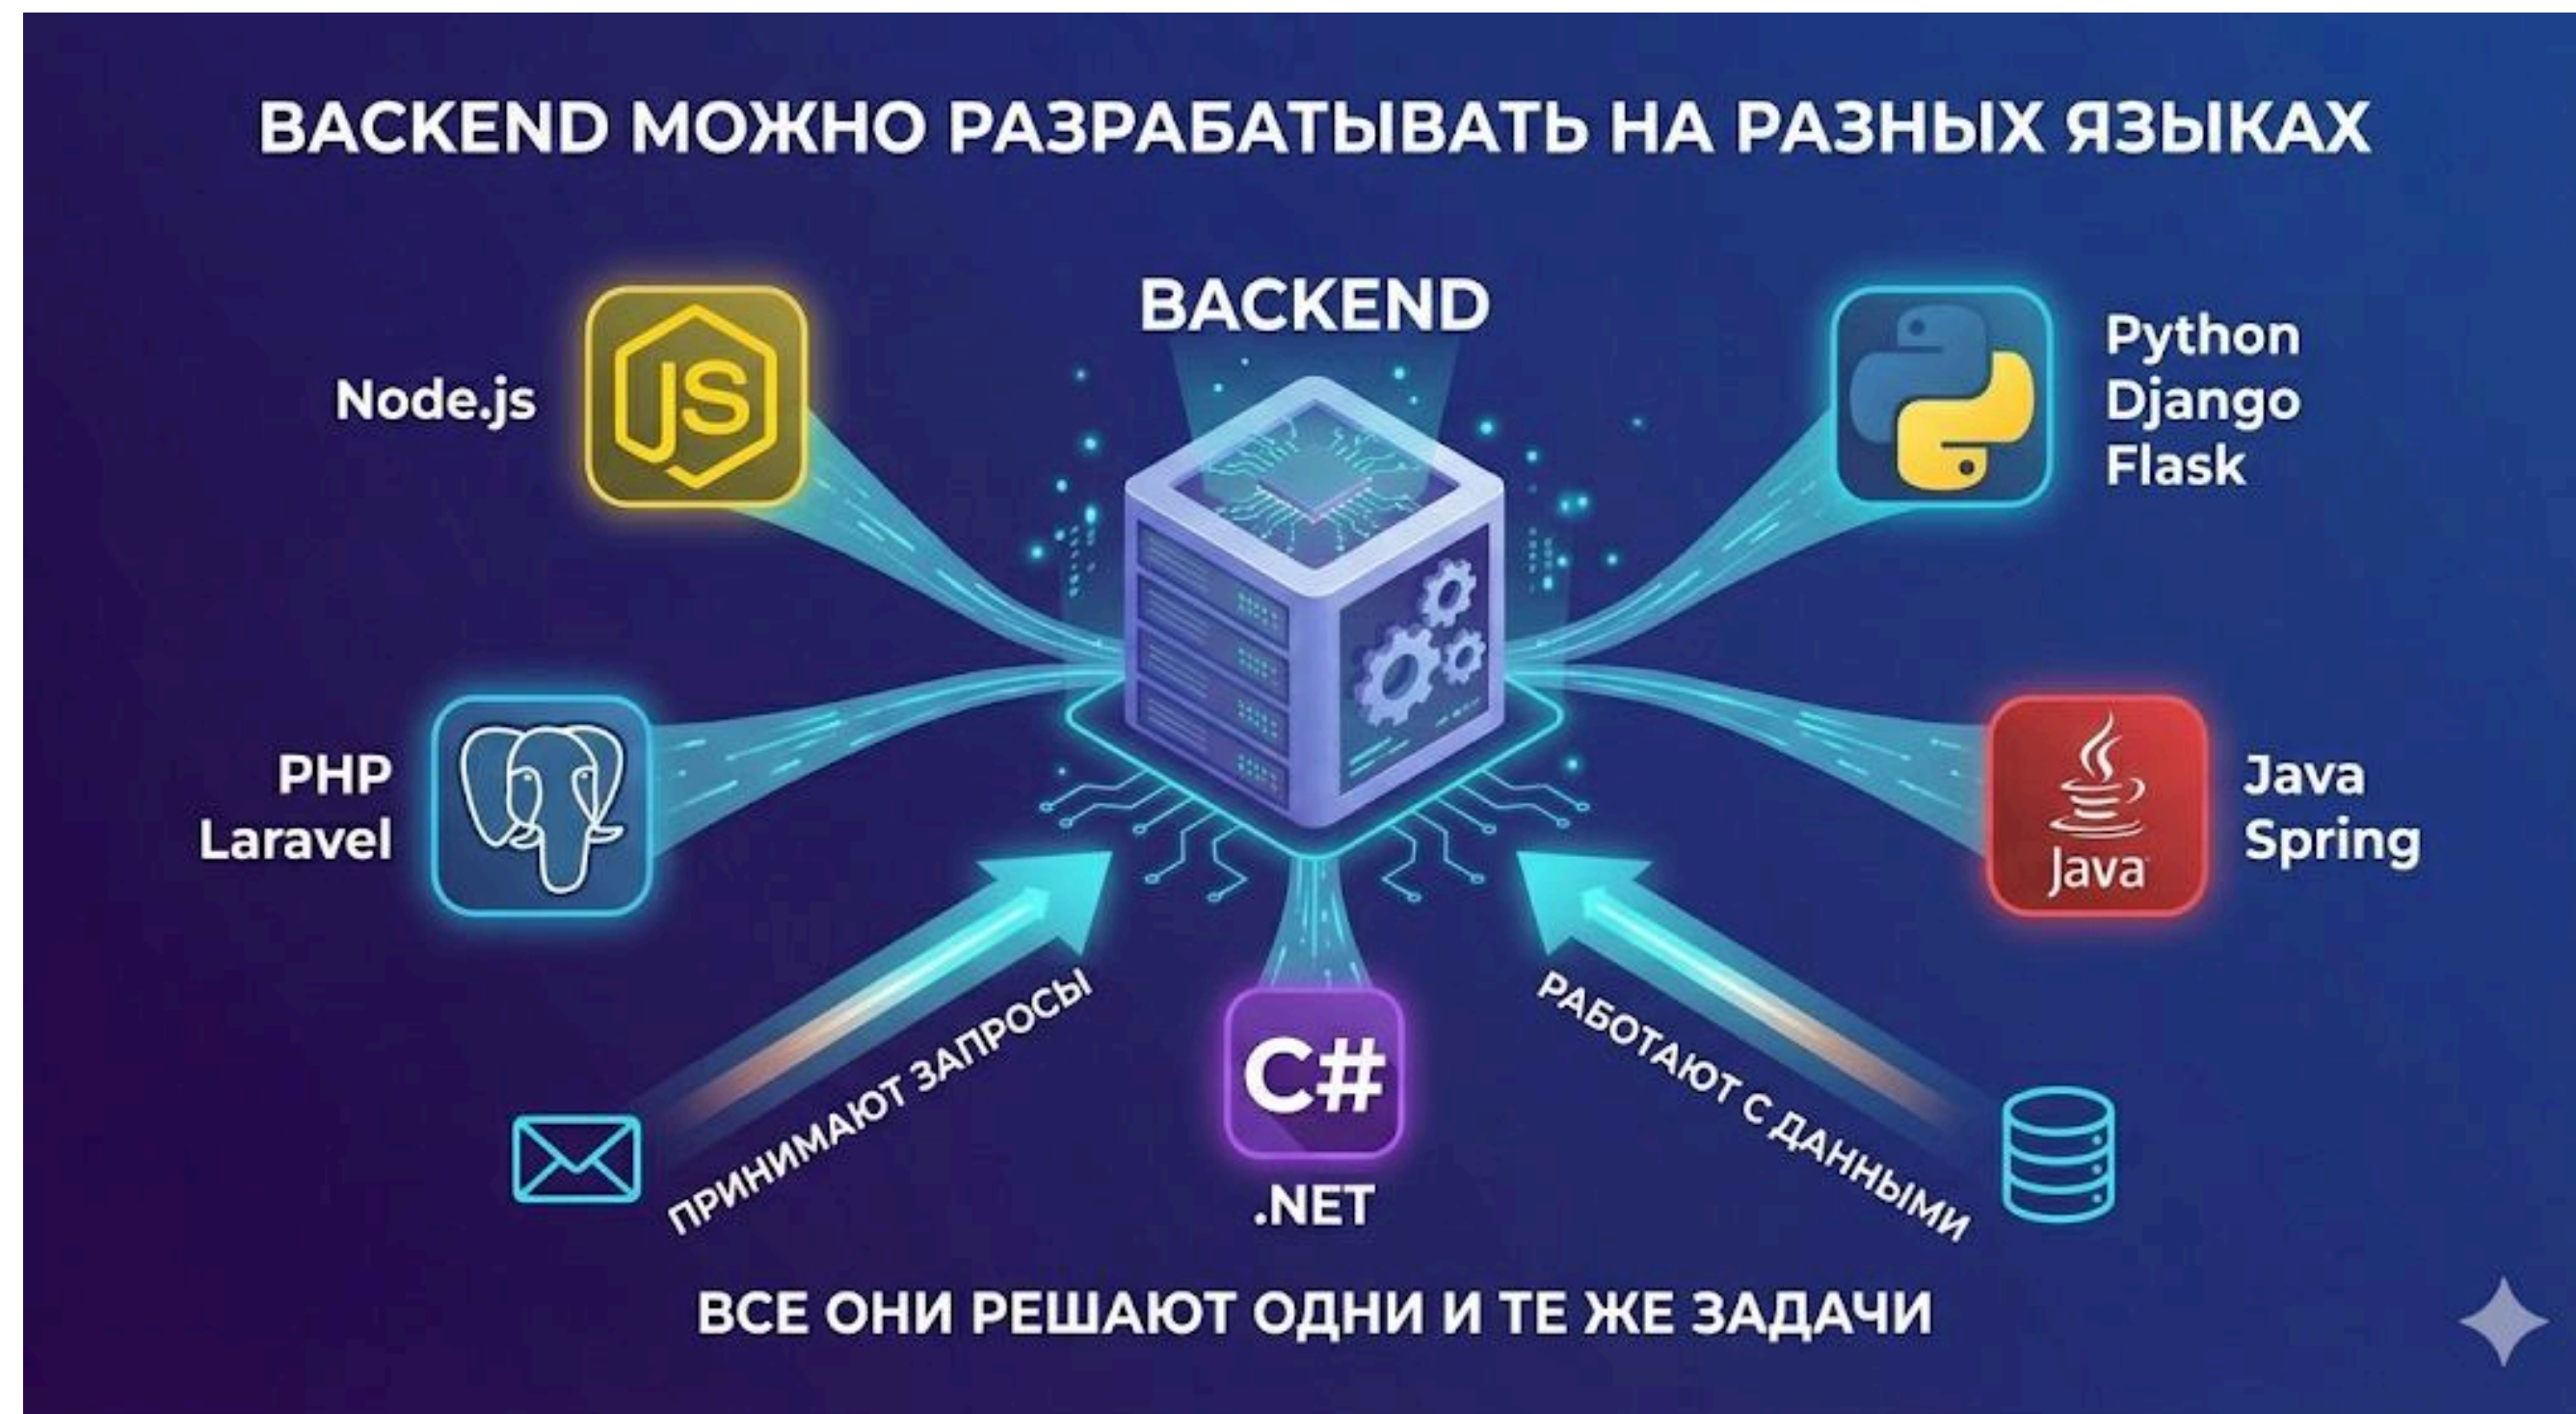 BACKEND МОЖНО РАЗРАБАТЫВАТЬ НА РАЗНЫХ ЯЗЫКАХ
BACKEND
Node.js
JS
Python
Django
Flask
PHP
Laravel
Java
Java
Spring
ПРИНИМАЮТ ЗАПРОСЫ
C#
.NET
РАБОТАЮТ С ДАННЫМИ
ВСЕ ОНИ РЕШАЮТ ОДНИ И ТЕ ЖЕ ЗАДАЧИ